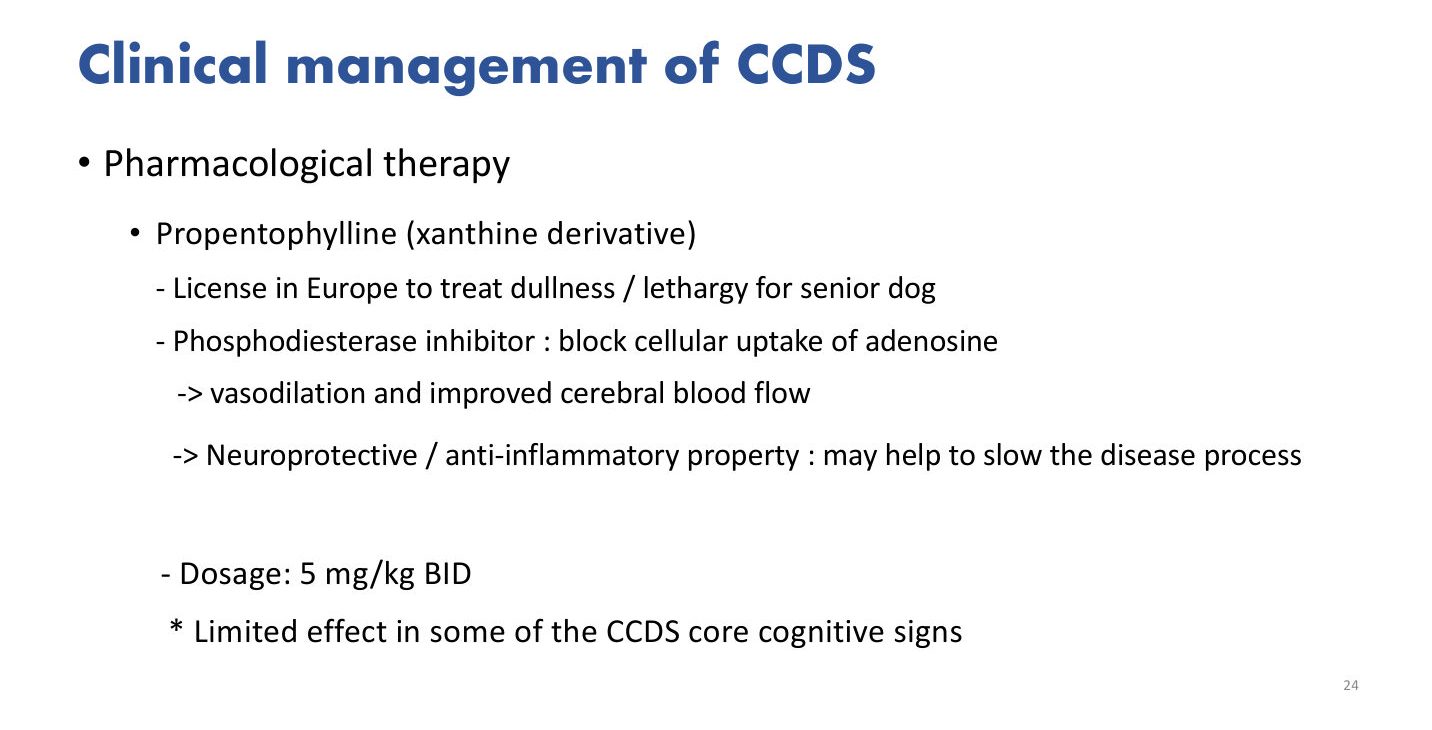 Clinical management of CCDS
• Pharmacological therapy
• Propentophylline (xanthine derivative)
- License in Europe to treat dullness / lethargy for senior dog
- Phosphodiesterase inhibitor : block cellular uptake of adenosine
-> vasodilation and improved cerebral blood flow
-> Neuroprotective / anti-inflammatory property : may help to slow the disease process
- Dosage: 5 mg/kg BID
* Limited effect in some of the CCDS core cognitive signs
24